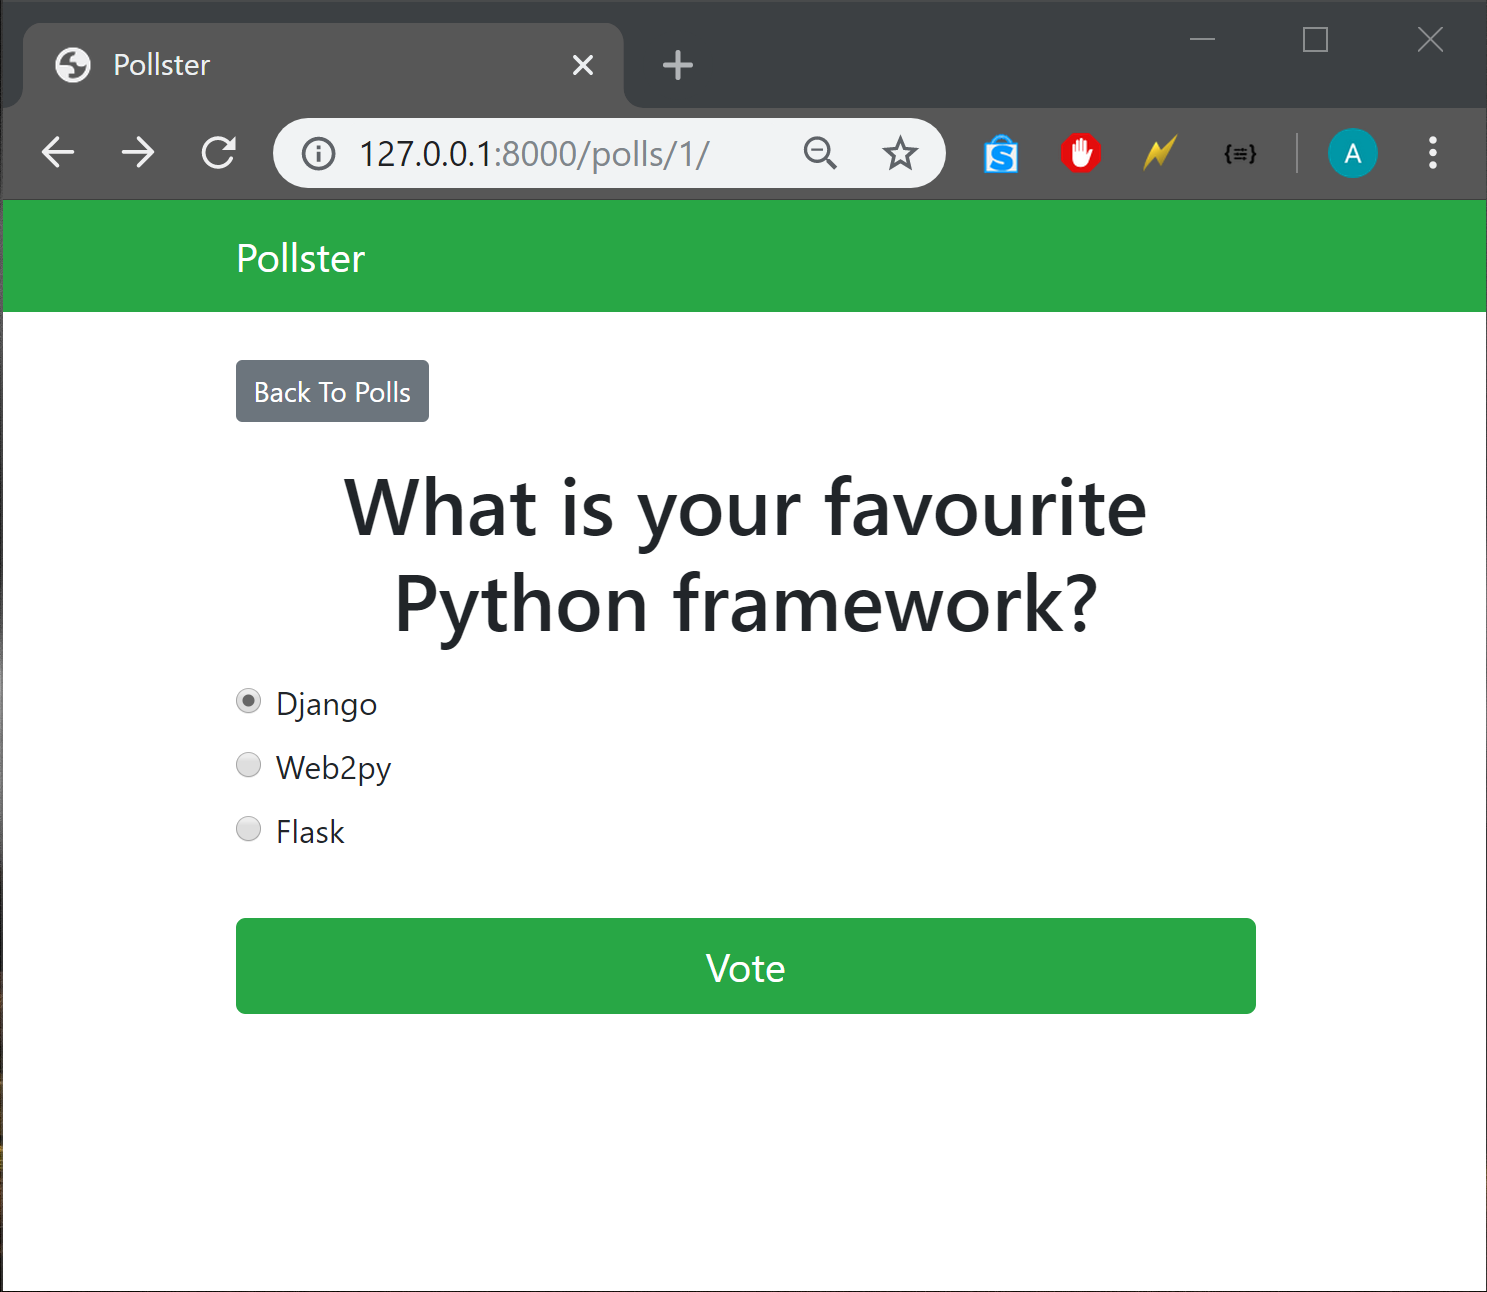 Pollster
127.0.0.1:8000/polls/1/
A
Pollster
Back To Polls
What is your favourite
Python framework?
Django
Web2py
Flask
Vote